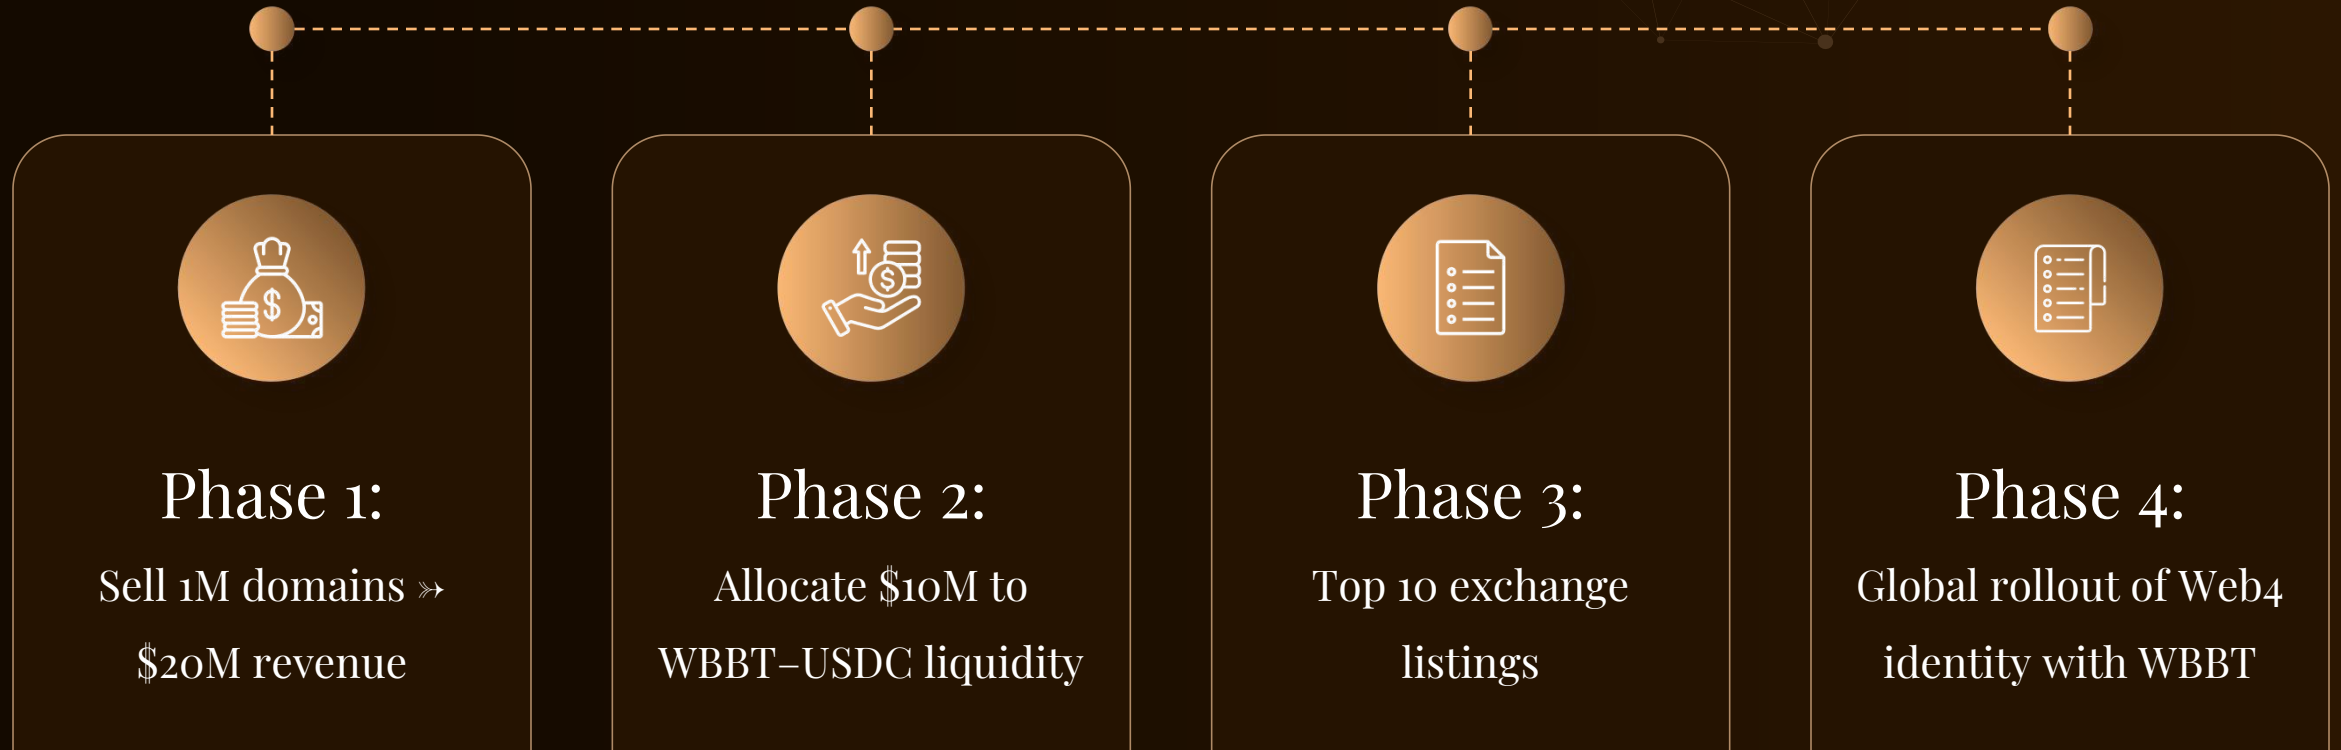 Phase 1:
Sell 1M domains ➳
$20M revenue
Phase 2:
Allocate $10M to
WBBT–USDC liquidity
Phase 3:
Top 10 exchange
listings
Phase 4:
Global rollout of Web4
identity with WBBT